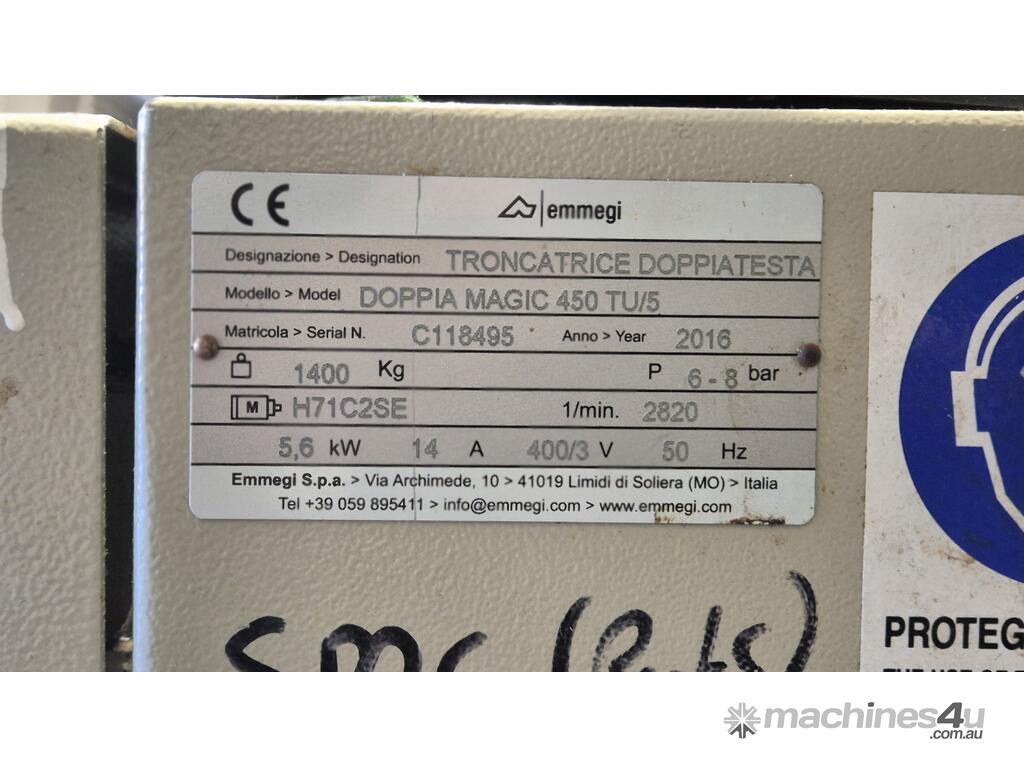 CE emmegi
Designazione > Designation TRONCATRICE DOPPIATESTA
Modello > Model DOPPIA MAGIC 450 TU/5
Matricola > Serial N. C118495 Anno > Year 2016
1400 Kg P 6 - 8 bar
M H71C2SE 1/min. 2820
5,6 kW 14 A 400/3 V 50 Hz
Emmegi S.p.a. > Via Archimede, 10 > 41019 Limidi di Soliera (MO) > Italia
Tel +39 059 895411 > info@emmegi.com > www.emmegi.com
PROTEG
machines4u
.com.au